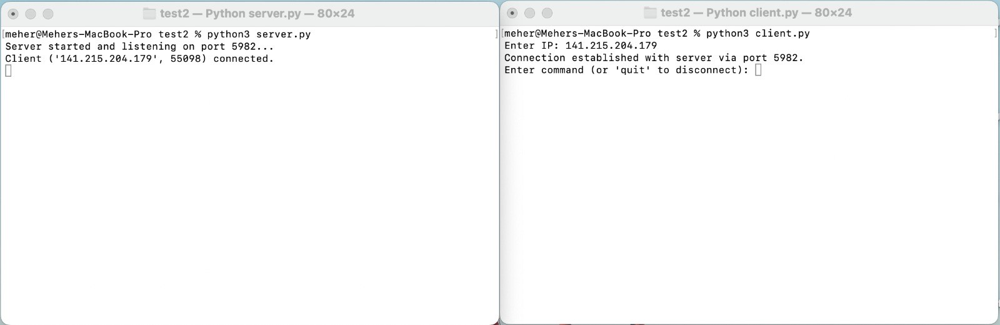 test2 — Python server.py — 80×24
[meher@Mehers-MacBook-Pro test2 % python3 server.py ]
Server started and listening on port 5982...
Client ('141.215.204.179', 55098) connected.
test2 — Python client.py — 80×24
[meher@Mehers-MacBook-Pro test2 % python3 client.py ]
Enter IP: 141.215.204.179
Connection established with server via port 5982.
Enter command (or 'quit' to disconnect):